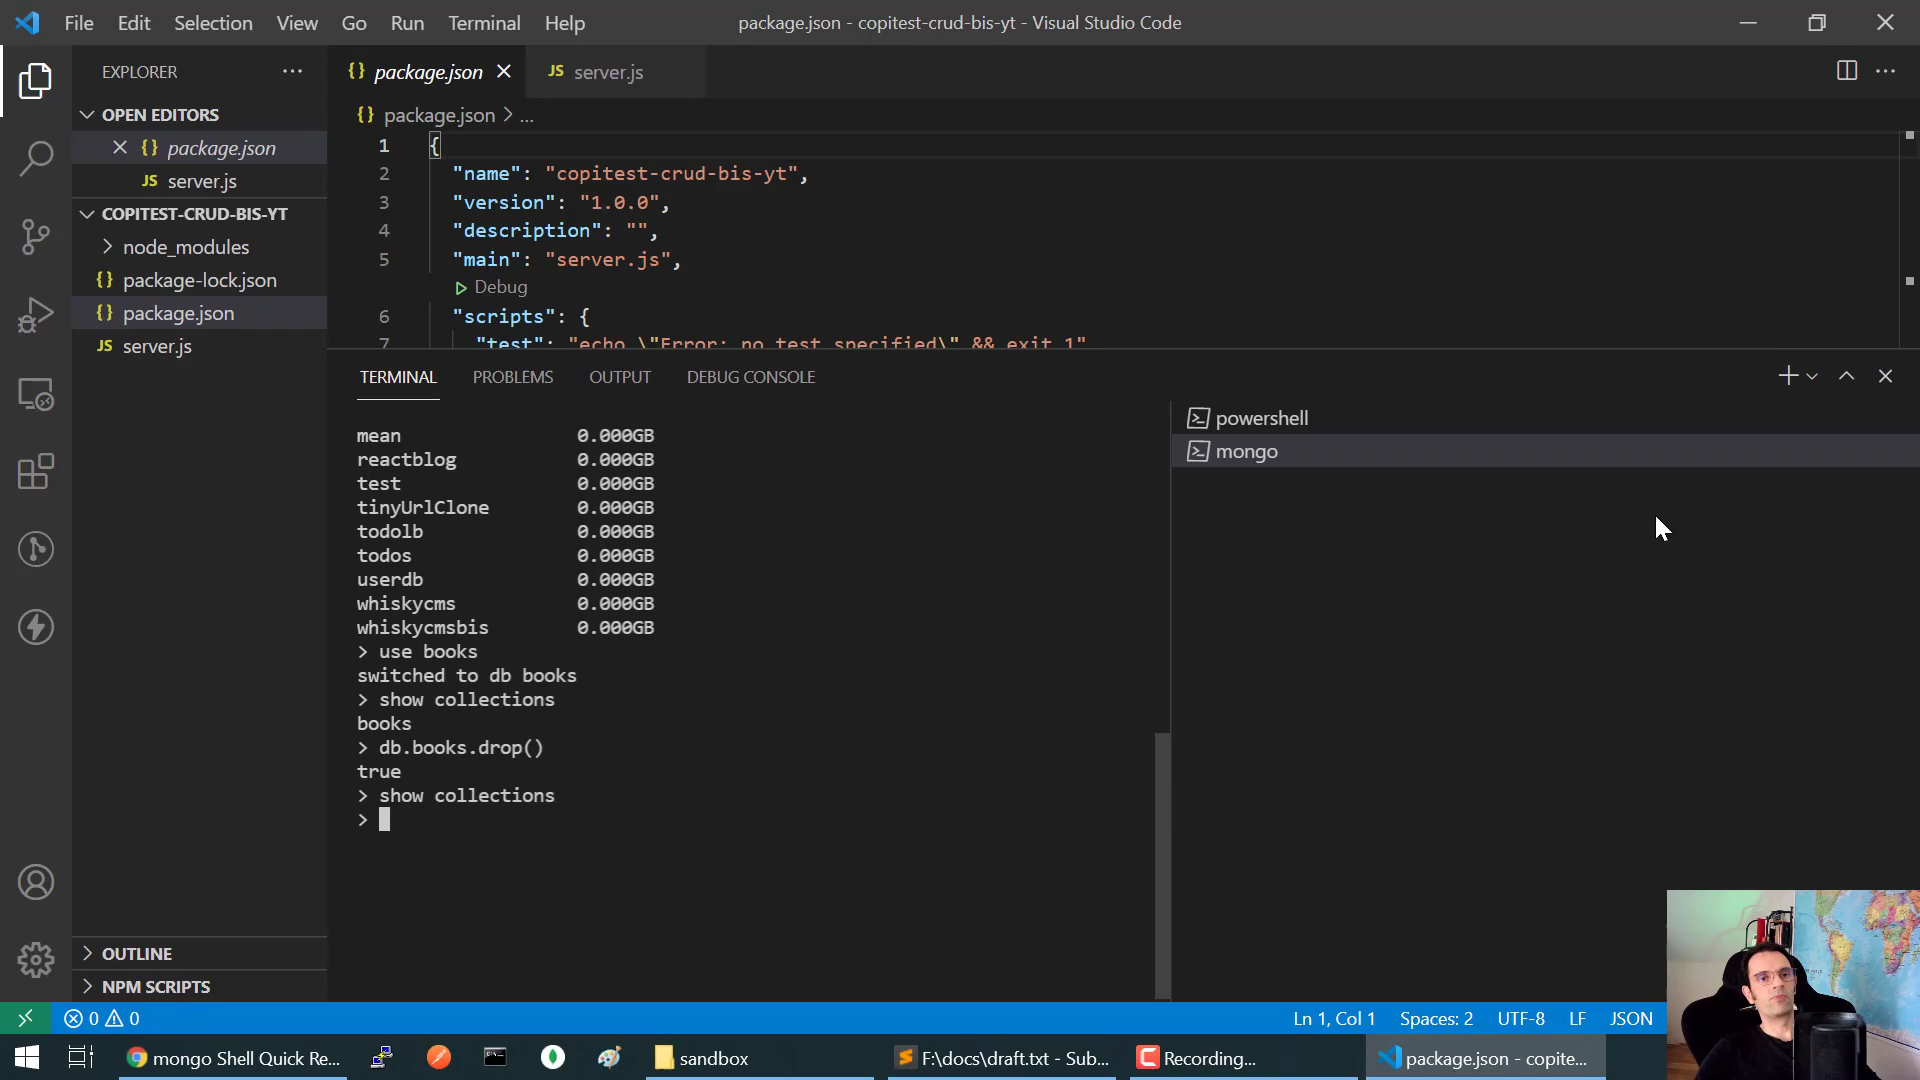 File Edit Selection View Go Run Terminal Help
package.json - copitest-crud-bis-yt - Visual Studio Code
EXPLORER
OPEN EDITORS
{} package.json
JS server.js
COPITEST-CRUD-BIS-YT
node_modules
{} package-lock.json
{} package.json
JS server.js
OUTLINE
NPM SCRIPTS
{} package.json
JS server.js
{} package.json > ...
1 {
2 "name": "copitest-crud-bis-yt",
3 "version": "1.0.0",
4 "description": "",
5 "main": "server.js",
Debug
6 "scripts": {
7 "test": "echo \"Error: no test specified\" && exit 1"
TERMINAL PROBLEMS OUTPUT DEBUG CONSOLE
mean 0.000GB
reactblog 0.000GB
test 0.000GB
tinyUrlClone 0.000GB
todolb 0.000GB
todos 0.000GB
userdb 0.000GB
whiskycms 0.000GB
whiskycmsbis 0.000GB
> use books
switched to db books
> show collections
books
> db.books.drop()
true
> show collections
>
powershell
mongo
0 0
Ln 1, Col 1 Spaces: 2 UTF-8 LF JSON
mongo Shell Quick Re...
sandbox
F:\docs\draft.txt - Sub...
Recording...
package.json - copite...